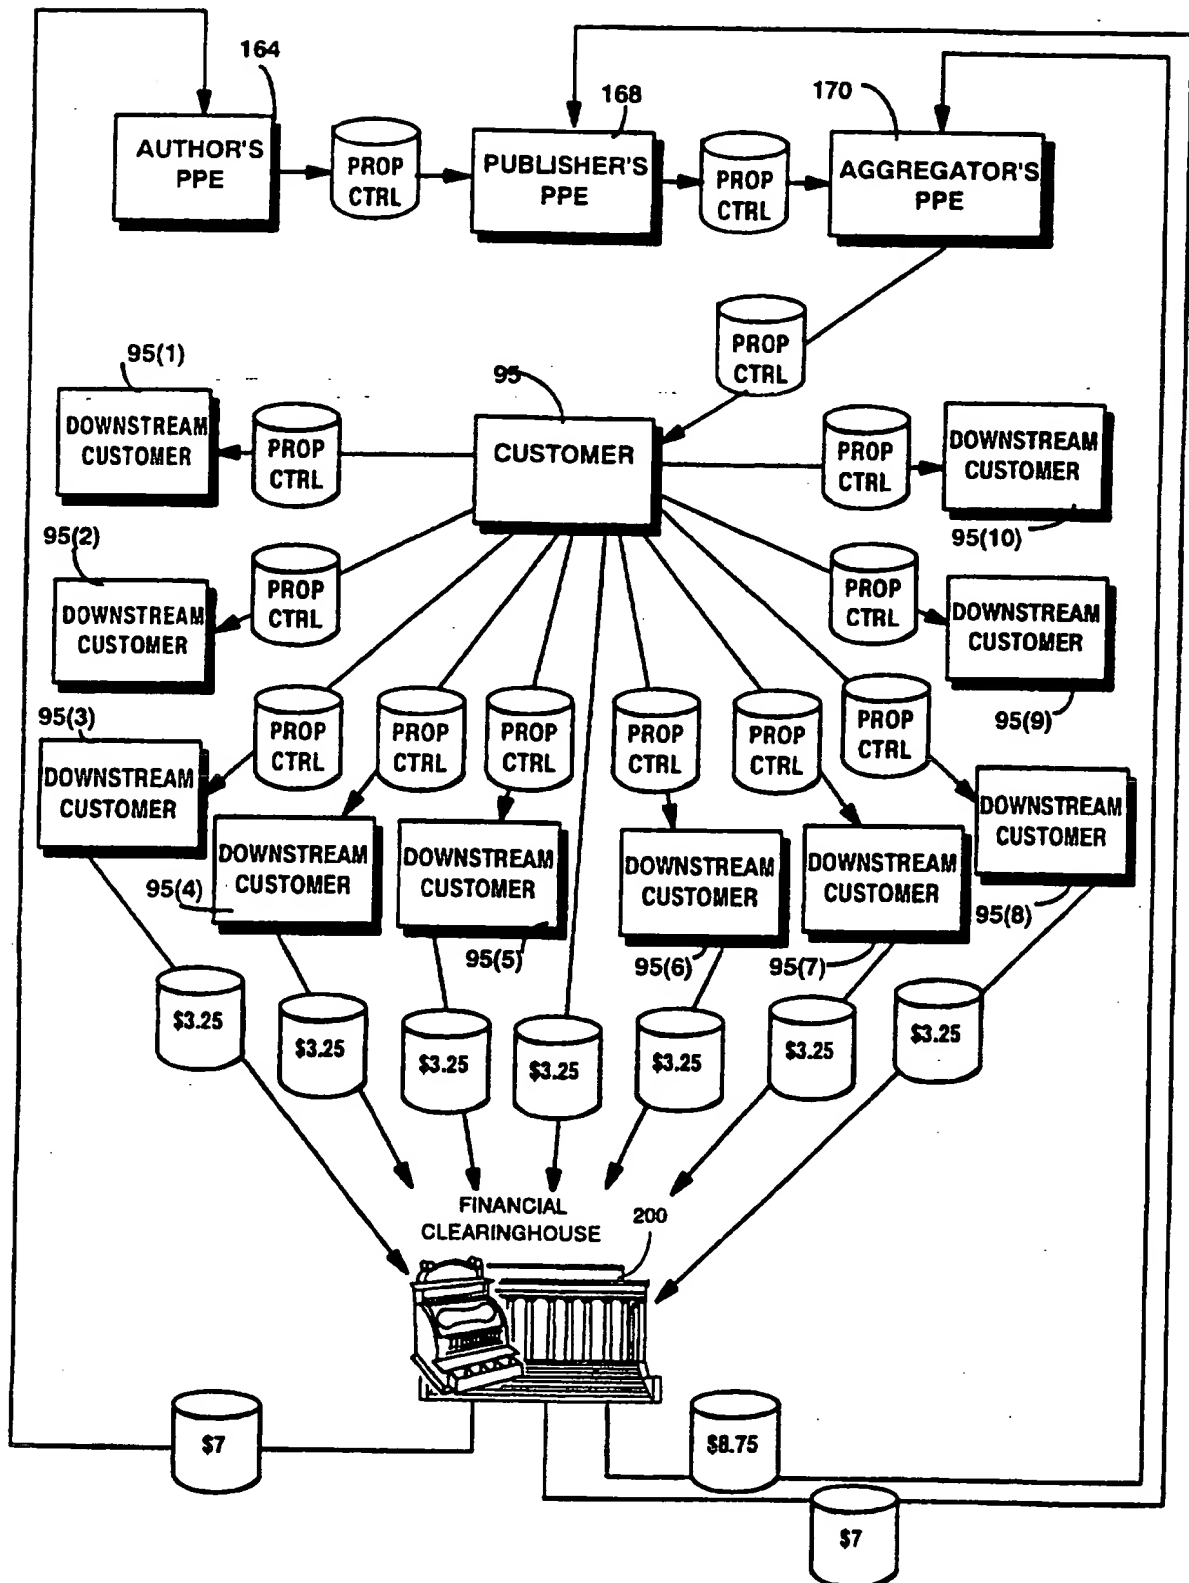 164
168
170
AUTHOR'S
PPE
PROP
CTRL
PUBLISHER'S
PPE
PROP
CTRL
AGGREGATOR'S
PPE
PROP
CTRL
95(1)
95
DOWNSTREAM
CUSTOMER
PROP
CTRL
CUSTOMER
PROP
CTRL
DOWNSTREAM
CUSTOMER
95(10)
95(2)
DOWNSTREAM
CUSTOMER
PROP
CTRL
PROP
CTRL
DOWNSTREAM
CUSTOMER
95(9)
95(3)
DOWNSTREAM
CUSTOMER
PROP
CTRL
PROP
CTRL
PROP
CTRL
PROP
CTRL
PROP
CTRL
PROP
CTRL
DOWNSTREAM
CUSTOMER
95(8)
95(4)
DOWNSTREAM
CUSTOMER
DOWNSTREAM
CUSTOMER
95(5)
DOWNSTREAM
CUSTOMER
95(6)
DOWNSTREAM
CUSTOMER
95(7)
$3.25
$3.25
$3.25
$3.25
$3.25
$3.25
$3.25
FINANCIAL
CLEARINGHOUSE
200
$7
$8.75
$7